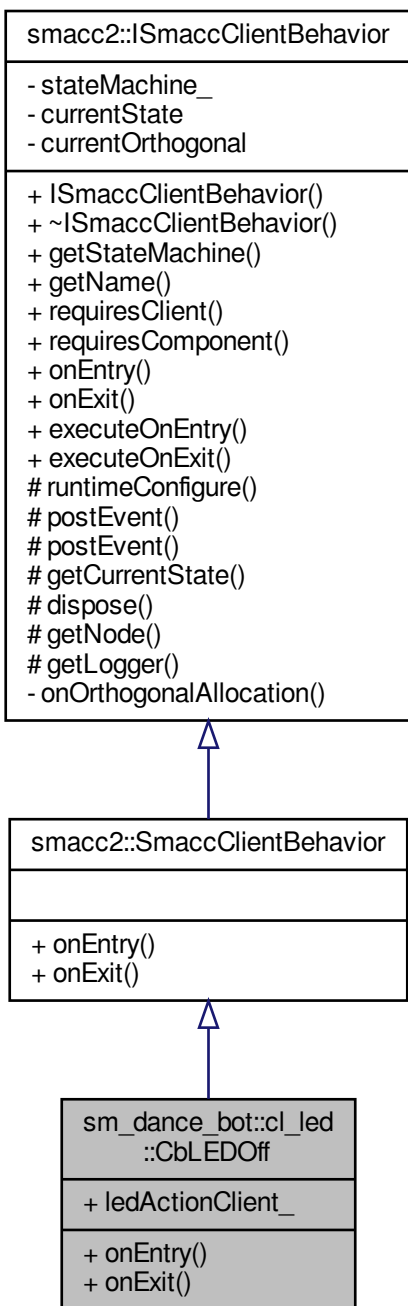 smacc2::ISmaccClientBehavior
- stateMachine_
- currentState
- currentOrthogonal
+ ISmaccClientBehavior()
+ ~ISmaccClientBehavior()
+ getStateMachine()
+ getName()
+ requiresClient()
+ requiresComponent()
+ onEntry()
+ onExit()
+ executeOnEntry()
+ executeOnExit()
# runtimeConfigure()
# postEvent()
# postEvent()
# getCurrentState()
# dispose()
# getNode()
# getLogger()
- onOrthogonalAllocation()
smacc2::SmaccClientBehavior
+ onEntry()
+ onExit()
sm_dance_bot::cl_led
::CbLEDOff
+ ledActionClient_
+ onEntry()
+ onExit()